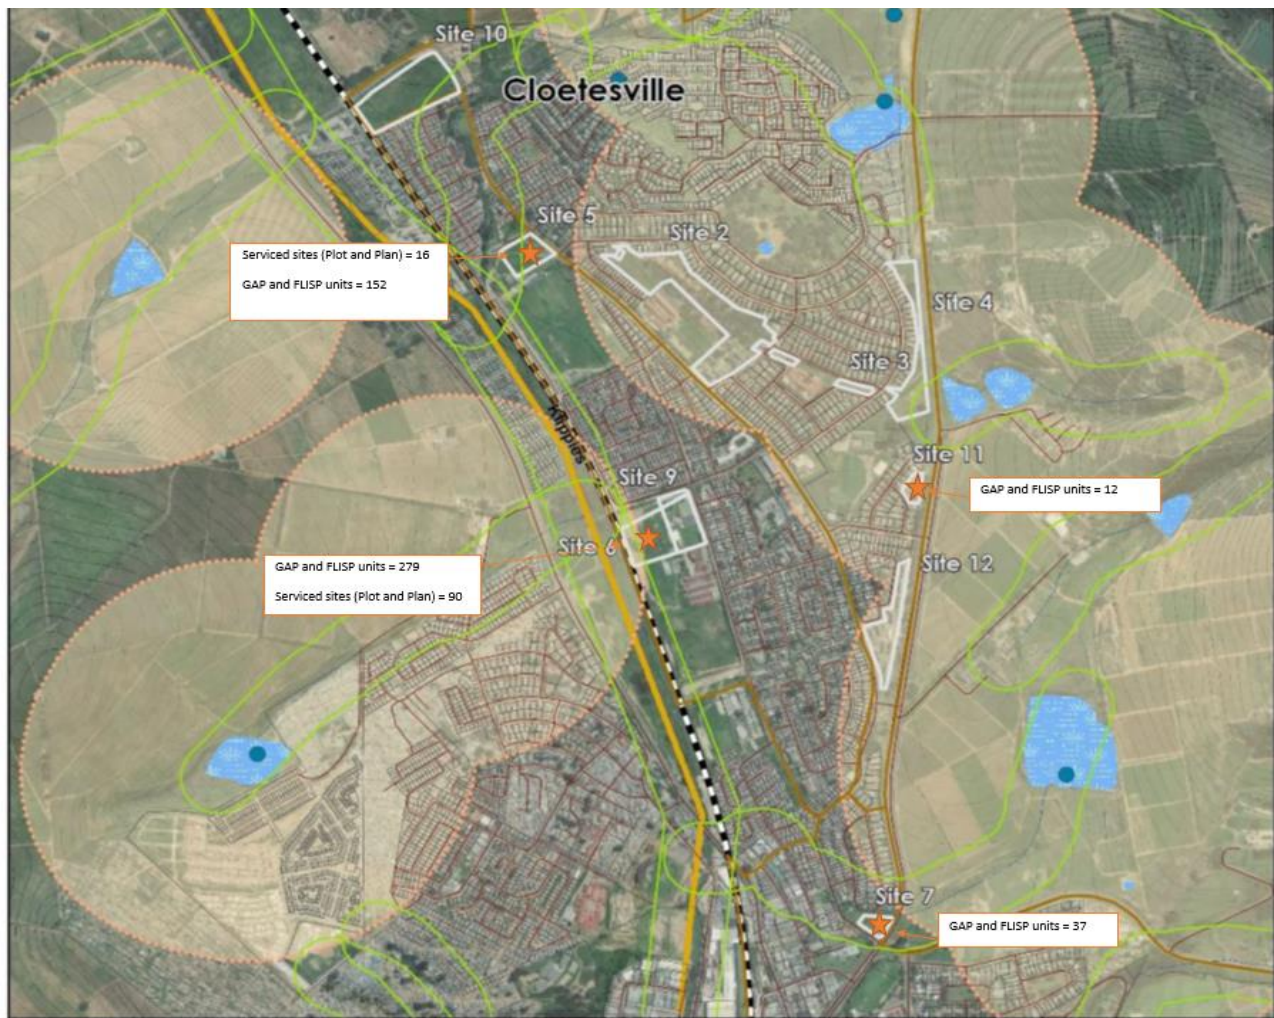 Site 10
Cloetesville
Site 5
Site 2
Serviced sites (Plot and Plan) = 16
GAP and FLISP units = 152
Site 4
Site 3
Site 11
Site 9
GAP and FLISP units = 12
Site 6
Site 12
GAP and FLISP units = 279
Serviced sites (Plot and Plan) = 90
Site 7
GAP and FLISP units = 37